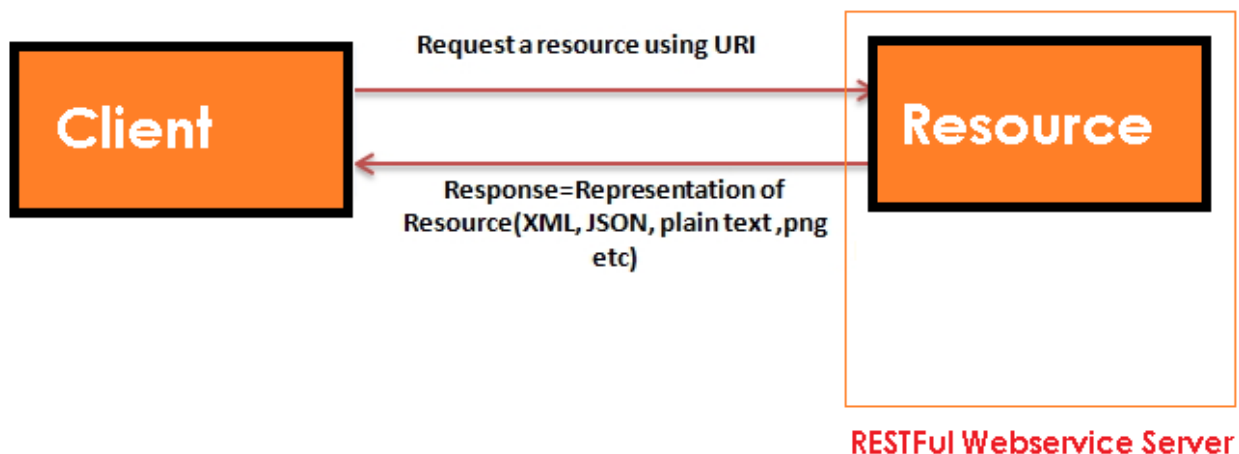 Request a resource using URI
Client
Resource
Response=Representation of
Resource(XML, JSON, plain text ,png
etc)
RESTFul Webservice Server